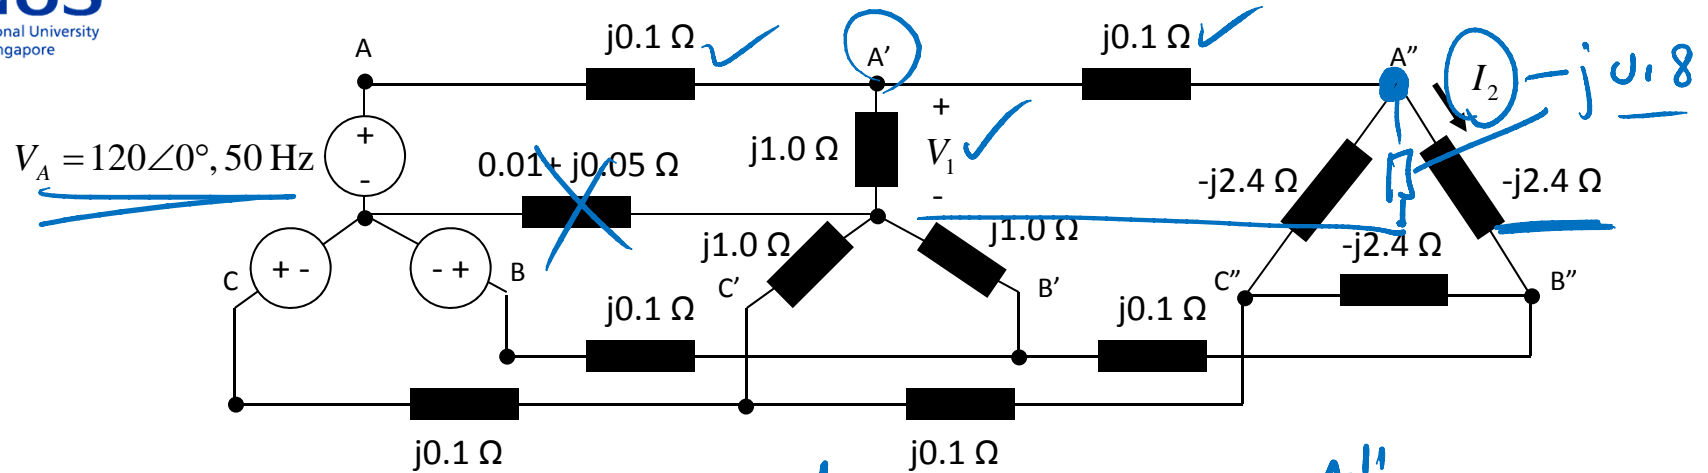 onal University
ngapore
A
j0.1 Ω
A′
j0.1 Ω
A″
I₂
j 0.8
+
V₁
-
j1.0 Ω
V_A = 120∠0°, 50 Hz
+
-
0.01+ j0.05 Ω
-j2.4 Ω
-j2.4 Ω
j1.0 Ω
j1.0 Ω
-j2.4 Ω
C
+ -
- +
B
C′
B′
C″
B″
j0.1 Ω
j0.1 Ω
j0.1 Ω
j0.1 Ω